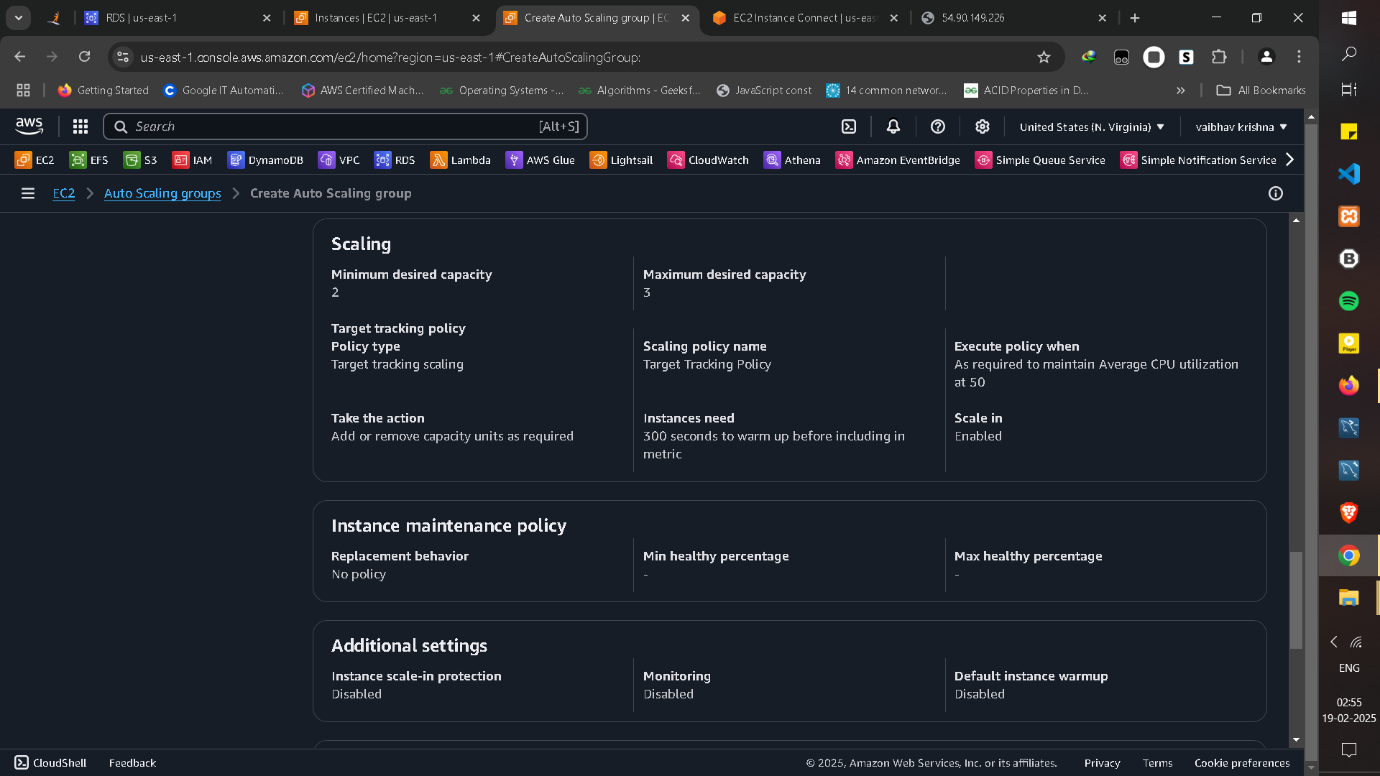 RDS | us-east-1
Instances | EC2 | us-east-1
Create Auto Scaling group | EC
EC2 Instance Connect | us-eas
54.90.149.226
us-east-1.console.aws.amazon.com/ec2/home?region=us-east-1#CreateAutoScalingGroup:
Getting Started
Google IT Automati...
AWS Certified Mach...
Operating Systems -...
Algorithms - Geeksf...
JavaScript const
14 common networ...
ACID Properties in D...
All Bookmarks
aws
Search
[Alt+S]
United States (N. Virginia)
vaibhav krishna
EC2
EFS
S3
IAM
DynamoDB
VPC
RDS
Lambda
AWS Glue
Lightsail
CloudWatch
Athena
Amazon EventBridge
Simple Queue Service
Simple Notification Service
EC2
Auto Scaling groups
Create Auto Scaling group
Scaling
Minimum desired capacity
2
Maximum desired capacity
3
Target tracking policy
Policy type
Target tracking scaling
Scaling policy name
Target Tracking Policy
Execute policy when
As required to maintain Average CPU utilization
at 50
Take the action
Add or remove capacity units as required
Instances need
300 seconds to warm up before including in
metric
Scale in
Enabled
Instance maintenance policy
Replacement behavior
No policy
Min healthy percentage
-
Max healthy percentage
-
Additional settings
Instance scale-in protection
Disabled
Monitoring
Disabled
Default instance warmup
Disabled
CloudShell
Feedback
© 2025, Amazon Web Services, Inc. or its affiliates.
Privacy
Terms
Cookie preferences
ENG
02:55
19-02-2025